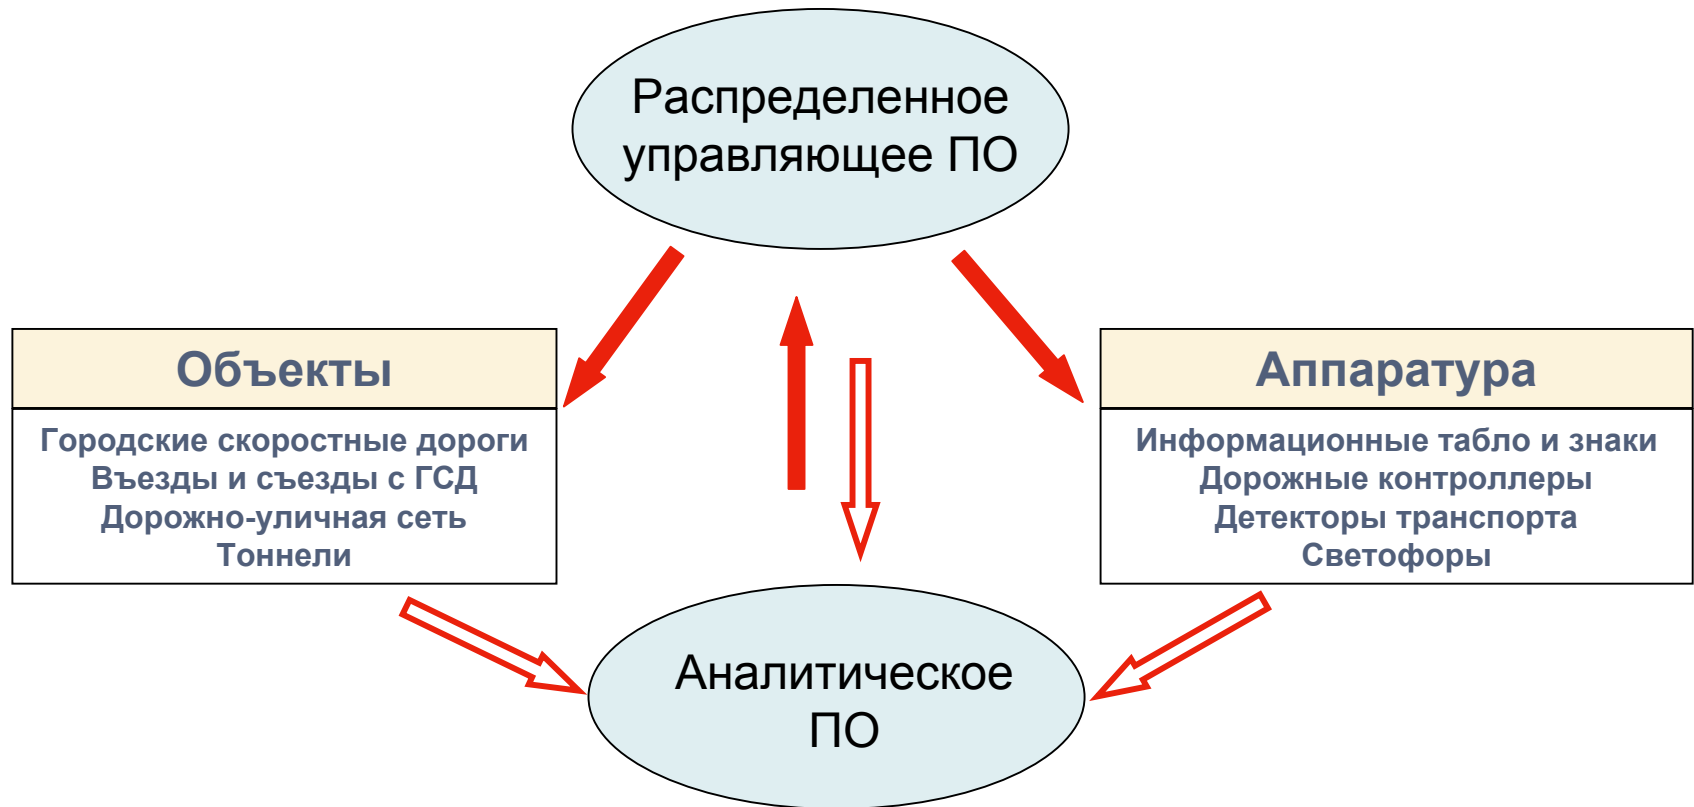 Распределенное
управляющее ПО
Объекты
Городские скоростные дороги
Въезды и съезды с ГСД
Дорожно-уличная сеть
Тоннели
Аппаратура
Информационные табло и знаки
Дорожные контроллеры
Детекторы транспорта
Светофоры
Аналитическое
ПО